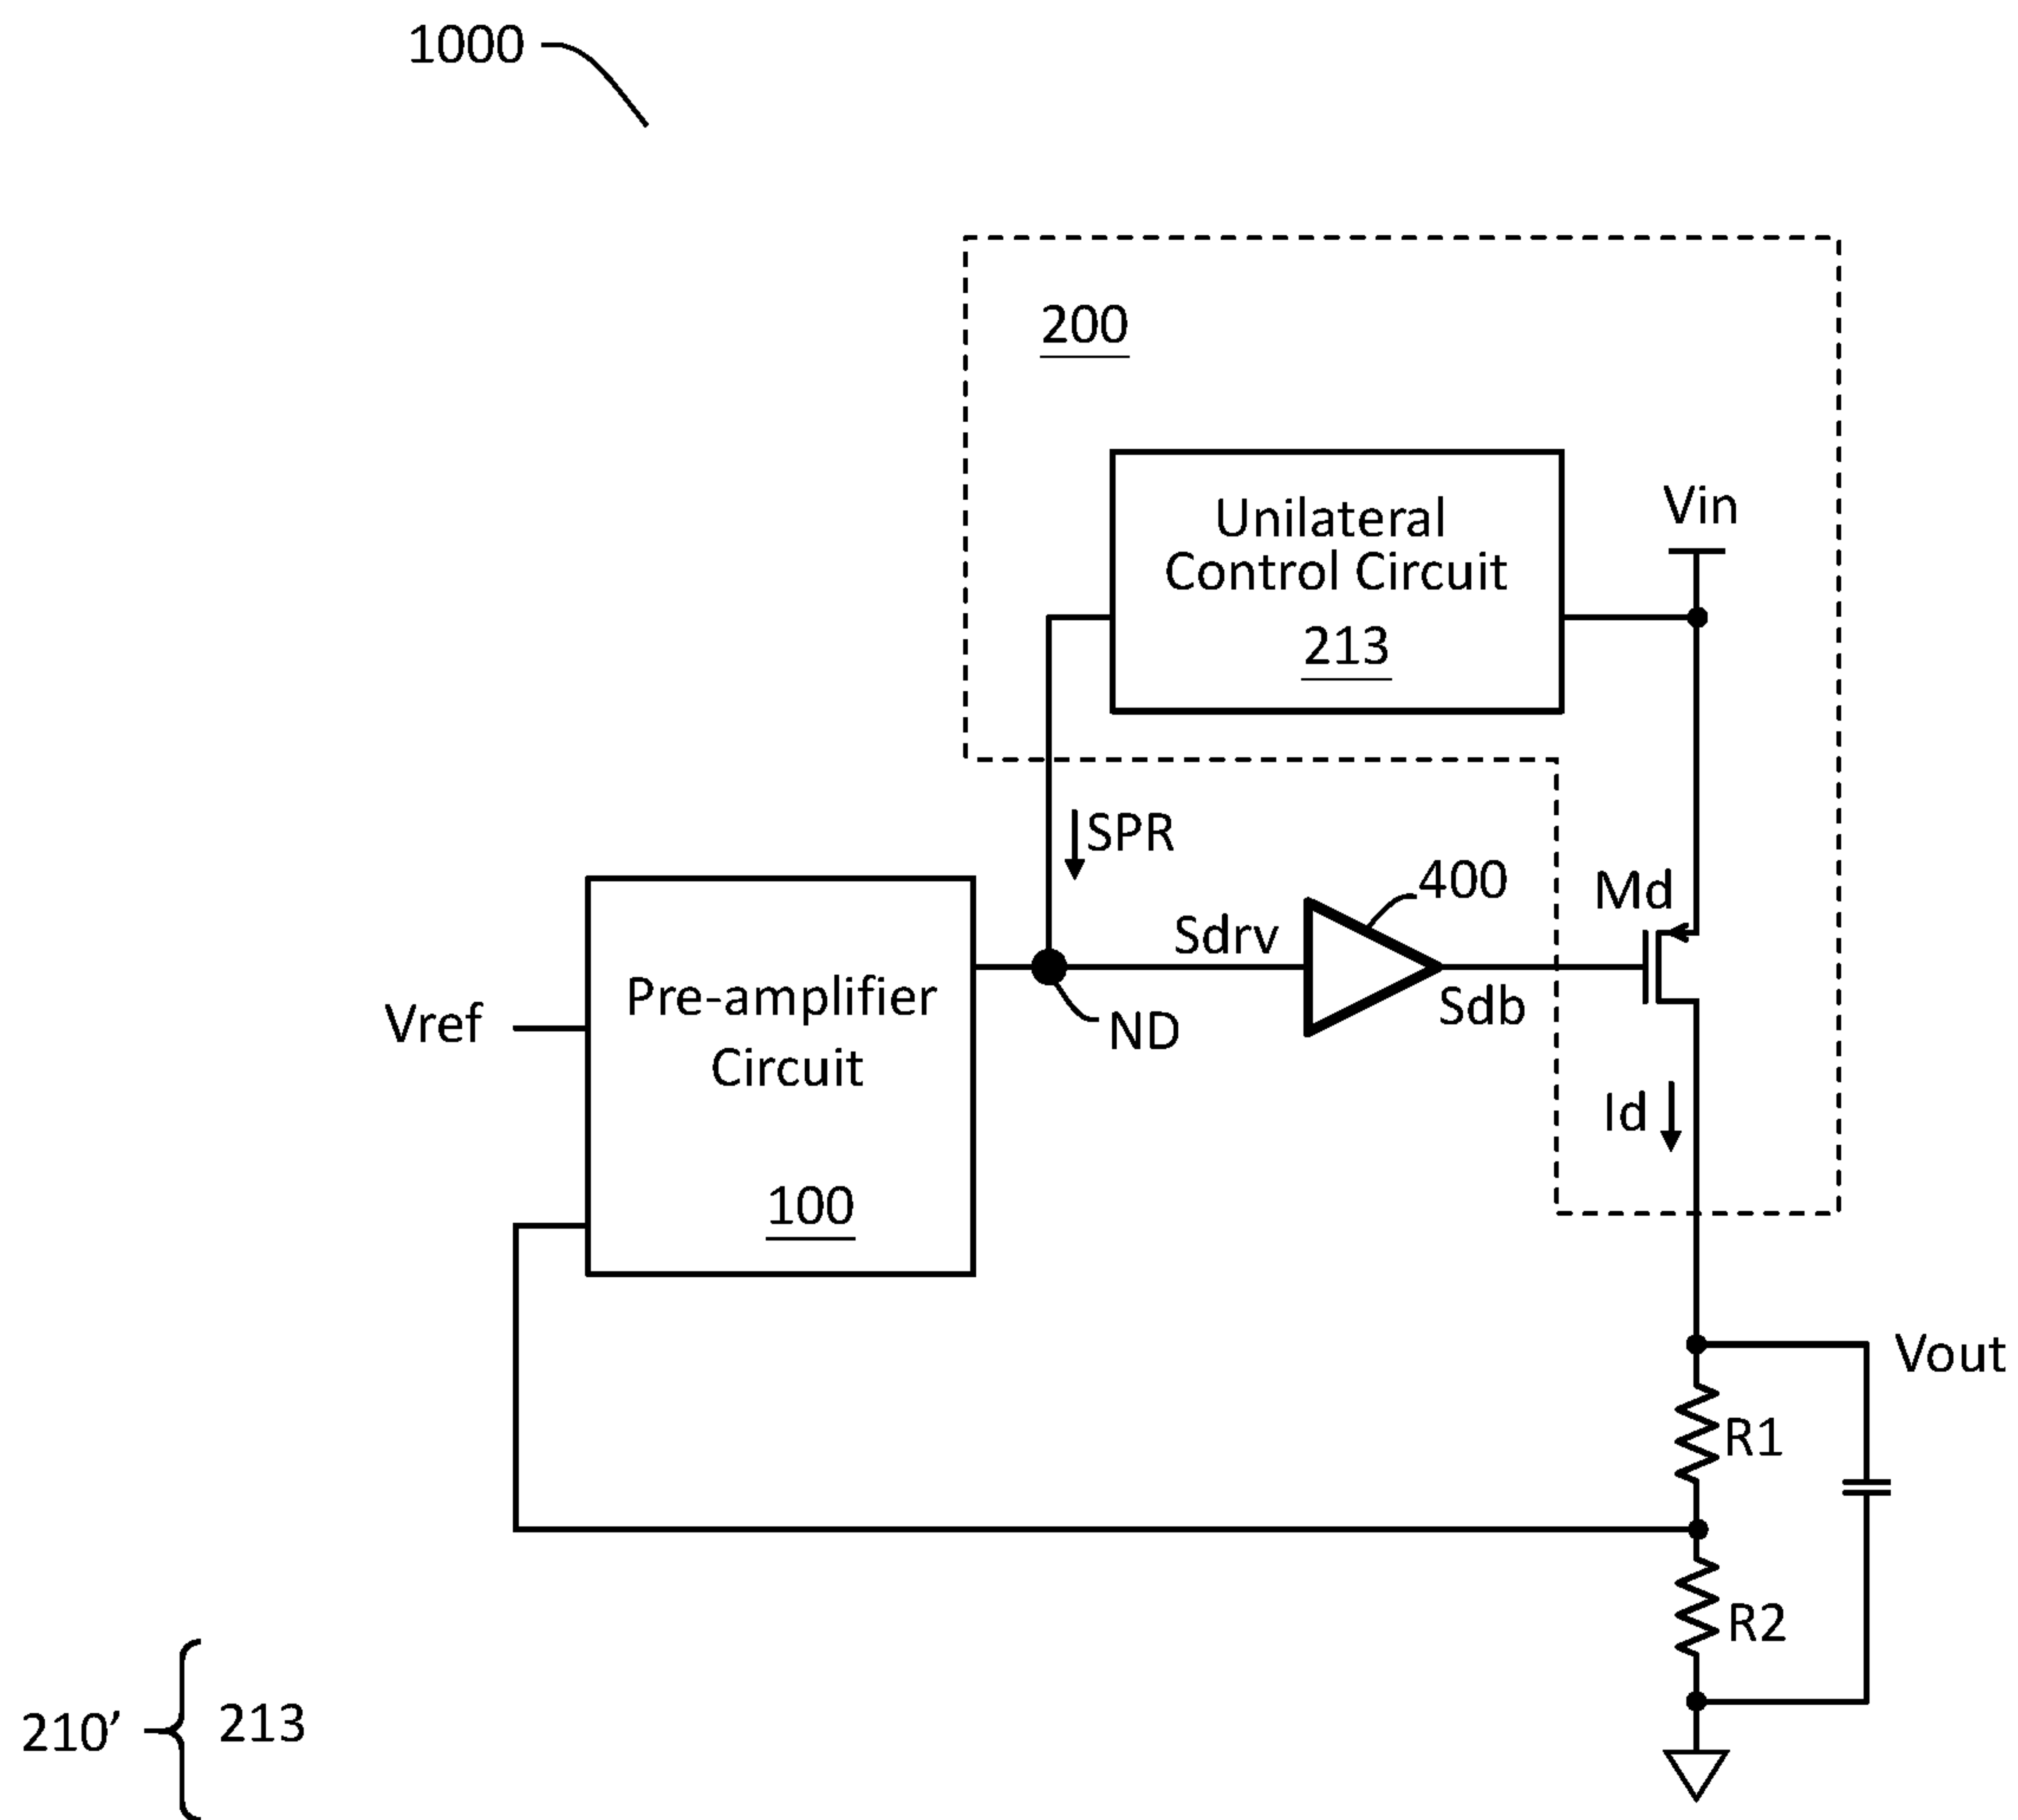 1000
200
Unilateral
Control Circuit
213
Vin
SPR
400
Md
Sdrv
Sdb
ND
Vref
Pre-amplifier
Circuit
100
Id
Vout
R1
R2
210’
213